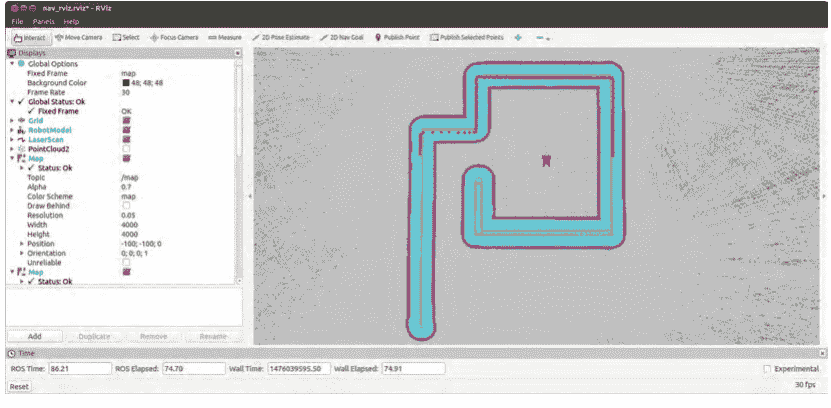 nav_rviz.rviz* - RViz
File Panels Help
Interact Move Camera Select Focus Camera Measure 2D Pose Estimate 2D Nav Goal Publish Point Publish Selected Points
Displays
Global Options
Fixed Frame map
Background Color 48; 48; 48
Frame Rate 30
Global Status: Ok
Fixed Frame OK
Grid
RobotModel
LaserScan
PointCloud2
Map
Status: Ok
Topic /map
Alpha 0.7
Color Scheme map
Draw Behind
Resolution 0.05
Width 4000
Height 4000
Position -100; -100; 0
Orientation 0; 0; 0; 1
Unreliable
Map
Status: Ok
Add Duplicate Remove Rename
Time
ROS Time: 86.21 ROS Elapsed: 74.70 Wall Time: 1476039595.50 Wall Elapsed: 74.91 Experimental
Reset 30 fps